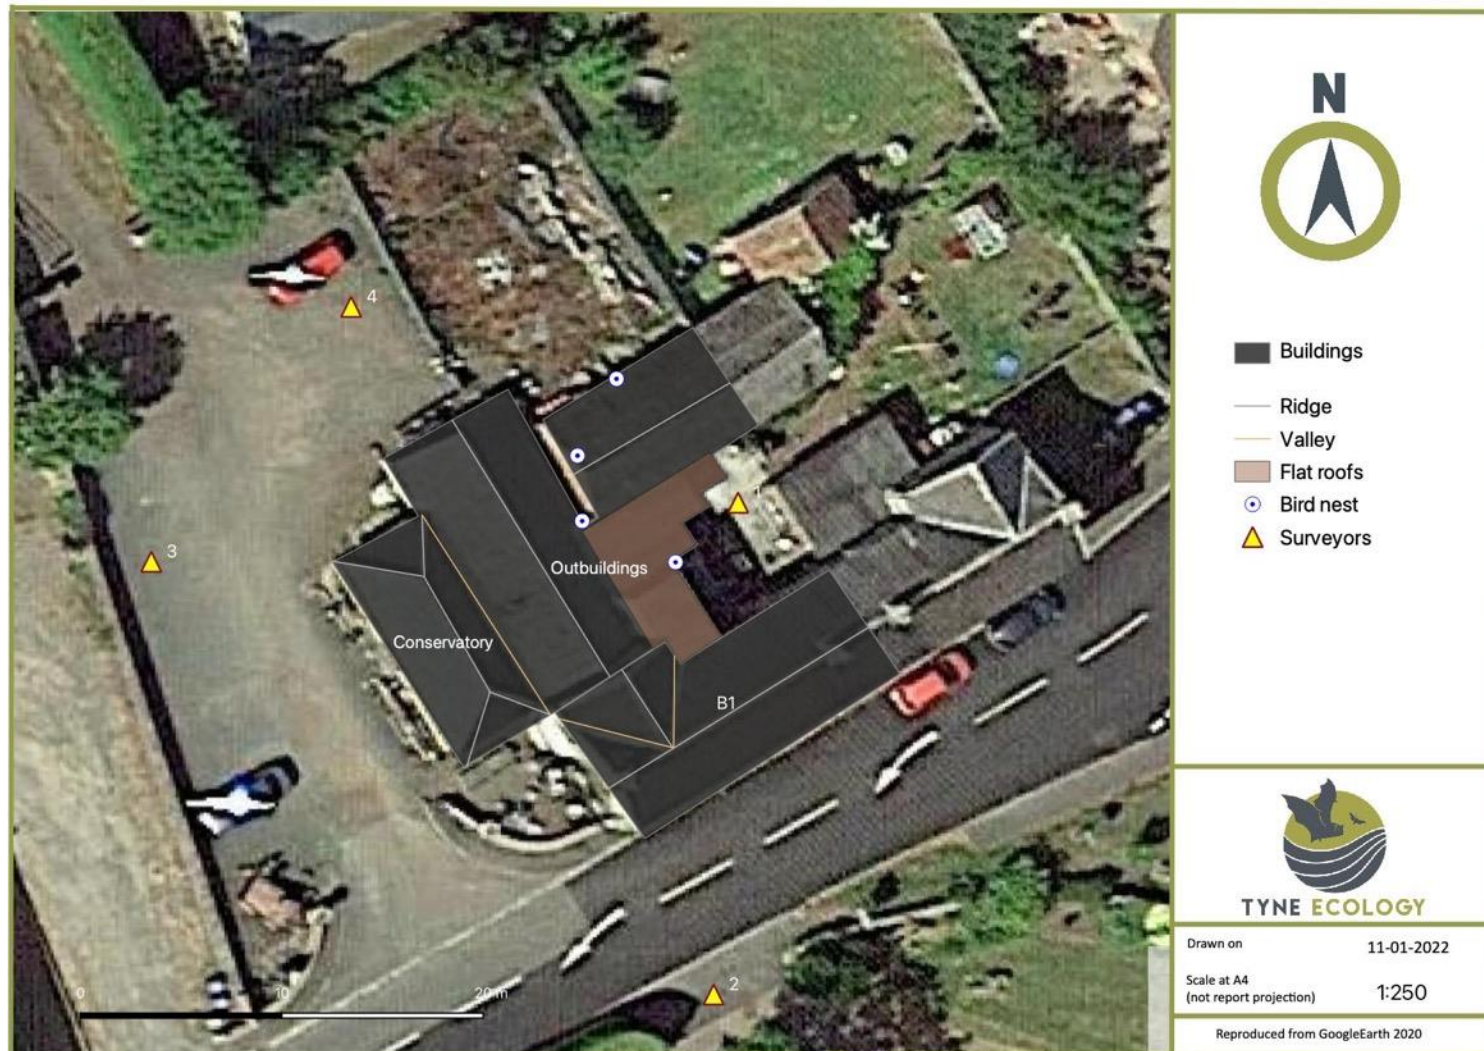 N
4
3
Outbuildings
Conservatory
B1
2
0
10
20 m
Buildings
Ridge
Valley
Flat roofs
Bird nest
Surveyors
TYNE ECOLOGY
Drawn on 11-01-2022
Scale at A4
(not report projection) 1:250
Reproduced from GoogleEarth 2020